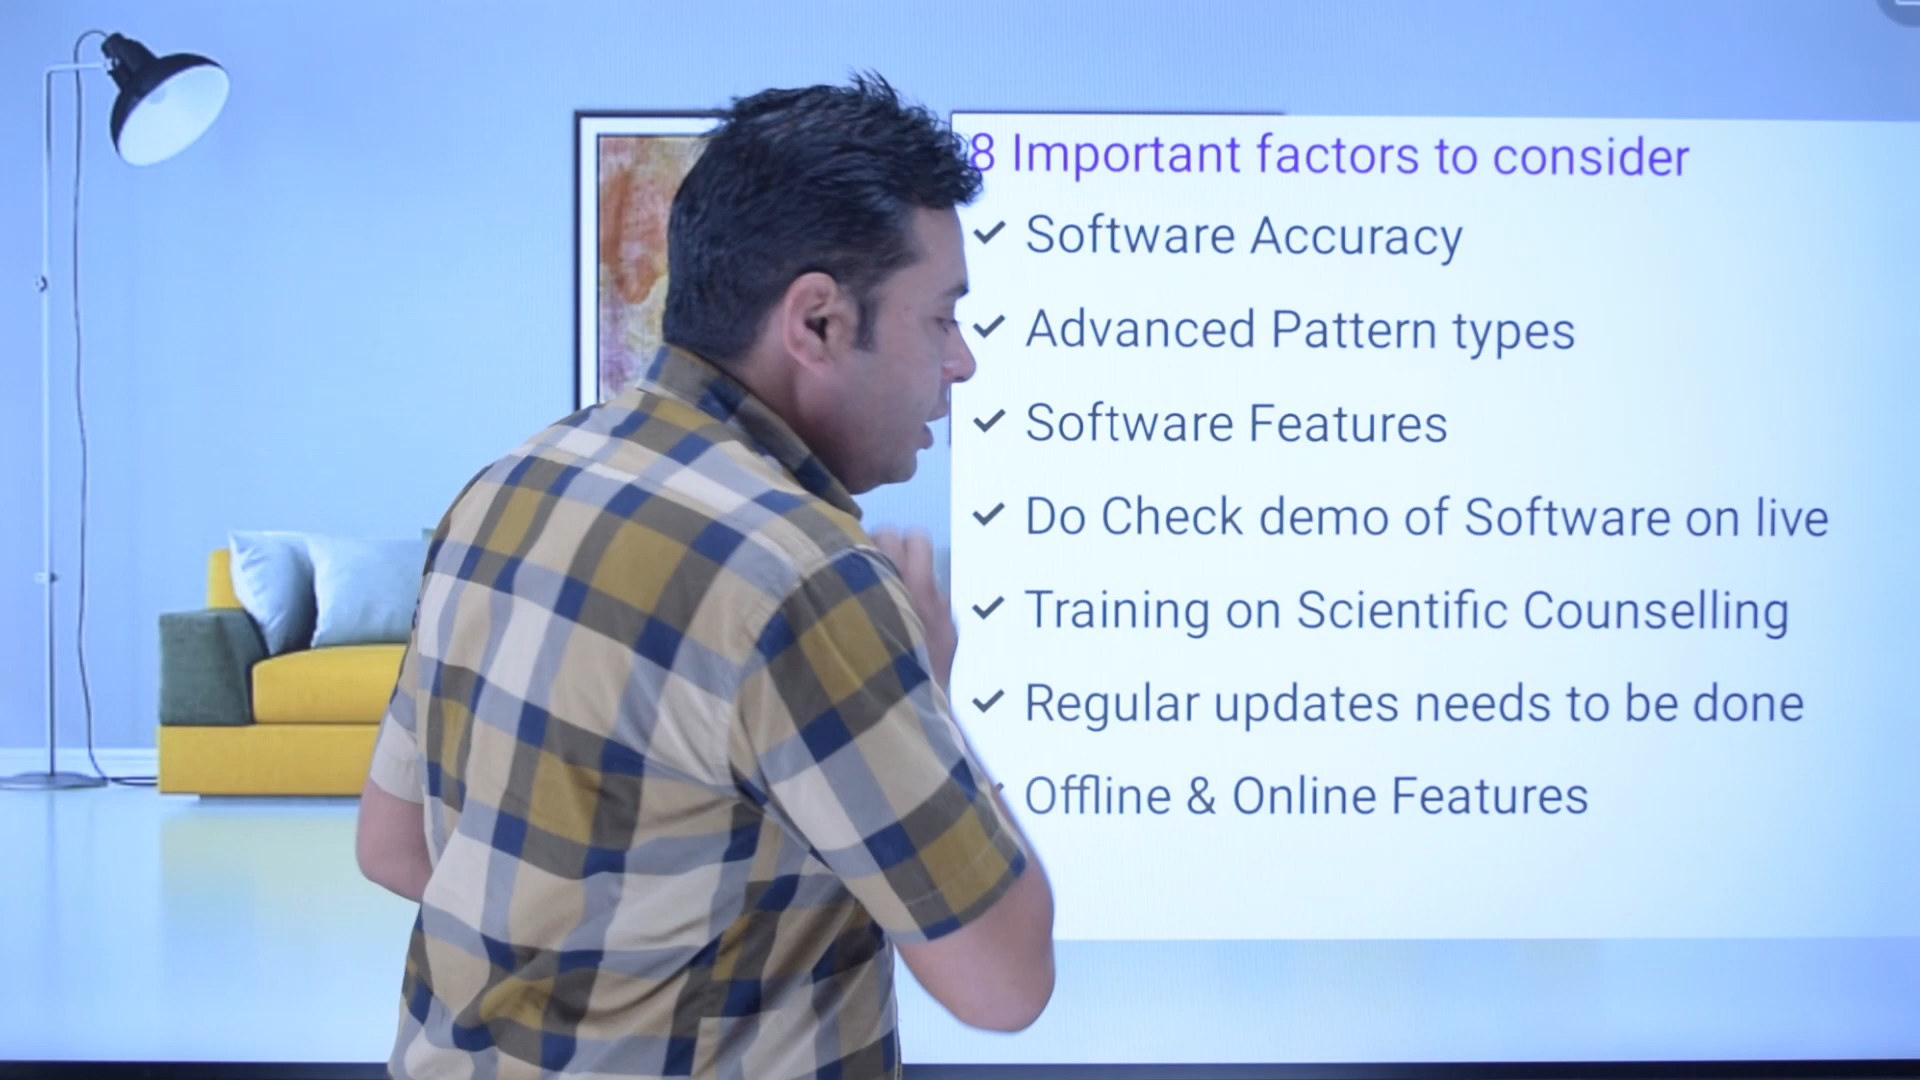 8 Important factors to consider
Software Accuracy
Advanced Pattern types
Software Features
Do Check demo of Software on live
Training on Scientific Counselling
Regular updates needs to be done
Offline & Online Features